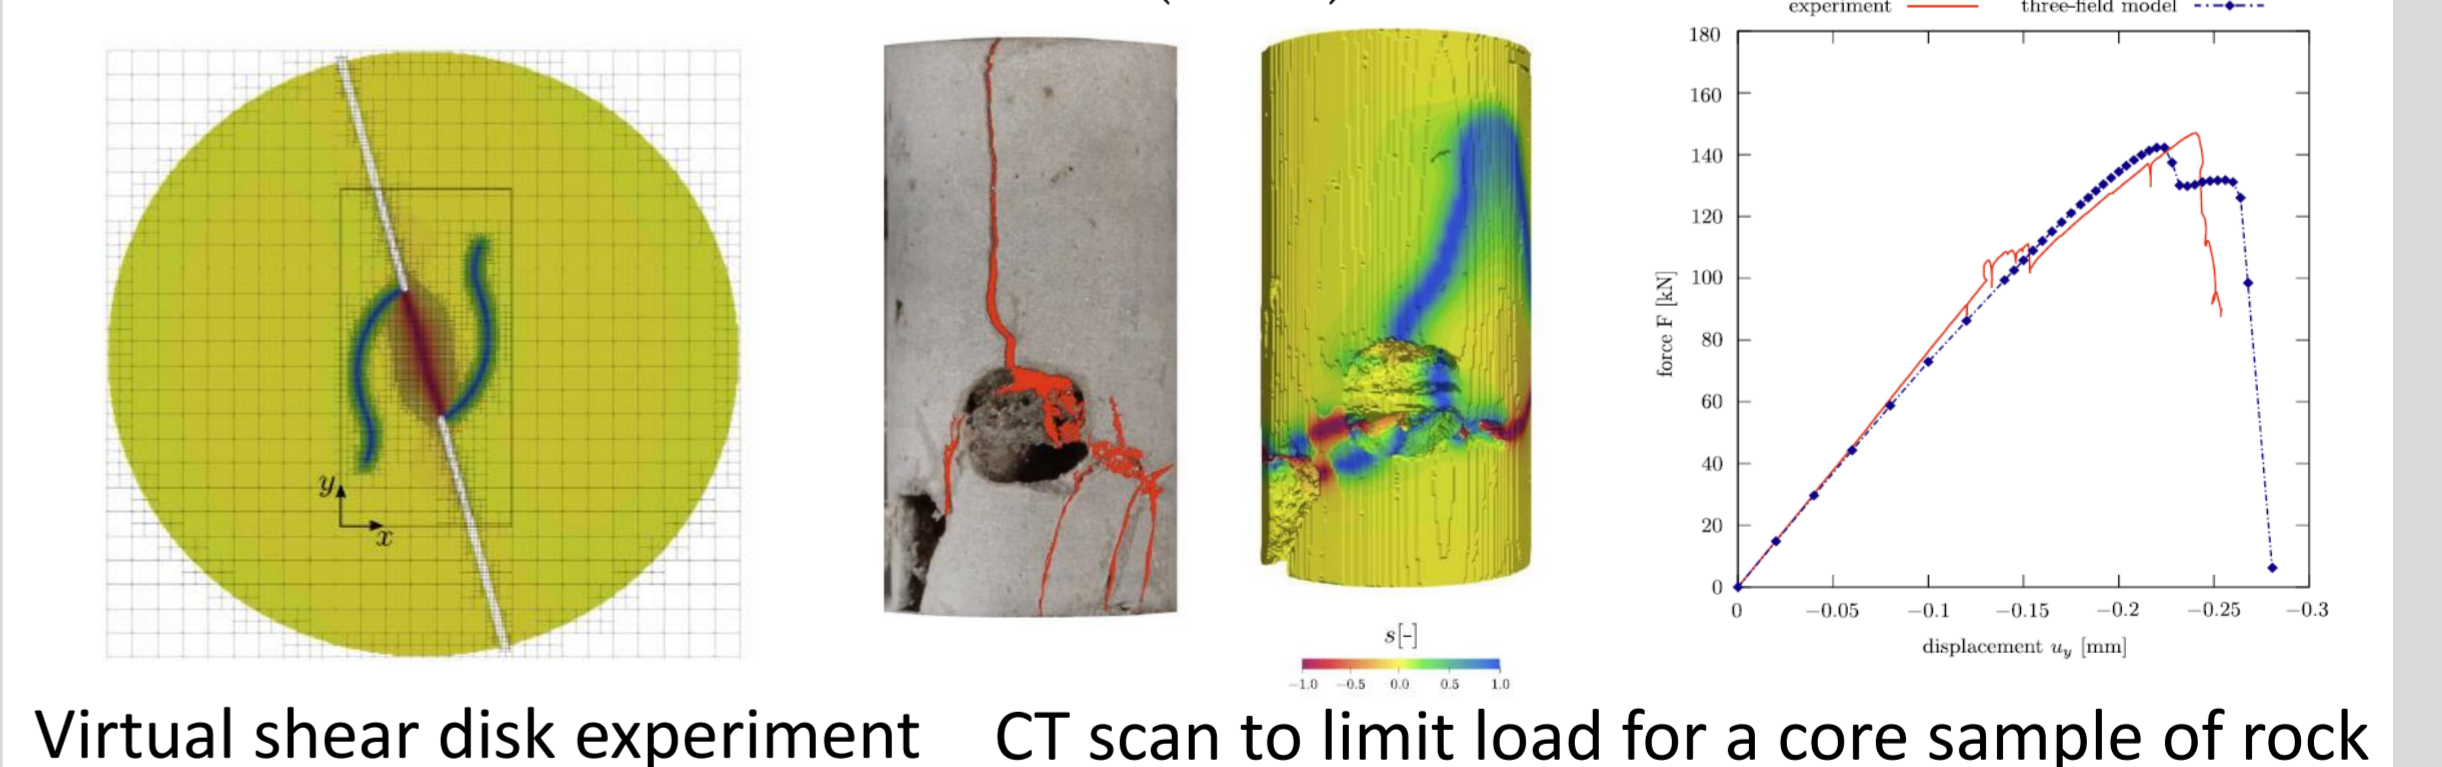 experiment
three-field model
180
160
140
120
100
80
60
40
20
0
force F [kN]
0
−0.05
−0.1
−0.15
−0.2
−0.25
−0.3
displacement uy [mm]
y
x
s[-]
−1.0
−0.5
0.0
0.5
1.0
Virtual shear disk experiment
CT scan to limit load for a core sample of rock